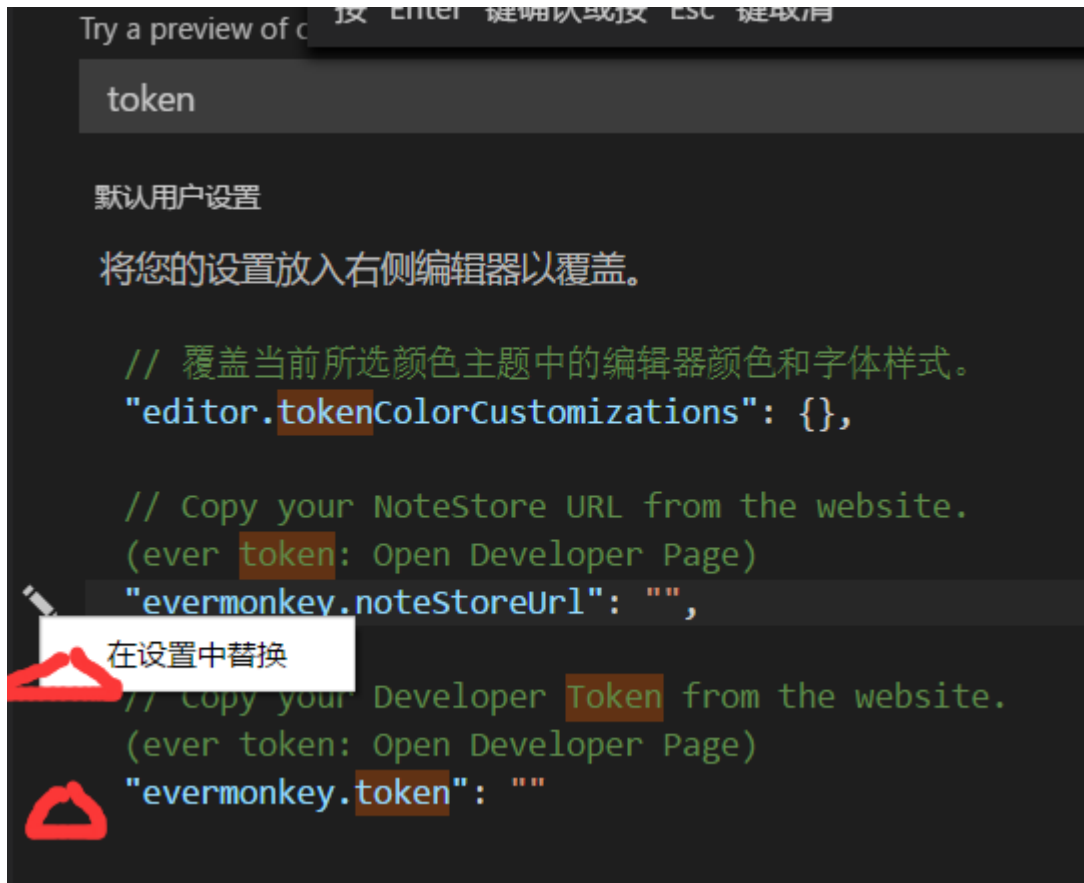 Try a preview of
按 Enter 键确认或按 Esc 键取消
token
默认用户设置
将您的设置放入右侧编辑器以覆盖。
// 覆盖当前所选颜色主题中的编辑器颜色和字体样式。
"editor.tokenColorCustomizations": {},
// Copy your NoteStore URL from the website.
(ever token: Open Developer Page)
"evermonkey.noteStoreUrl": "",
在设置中替换
// Copy your Developer Token from the website.
(ever token: Open Developer Page)
"evermonkey.token": ""